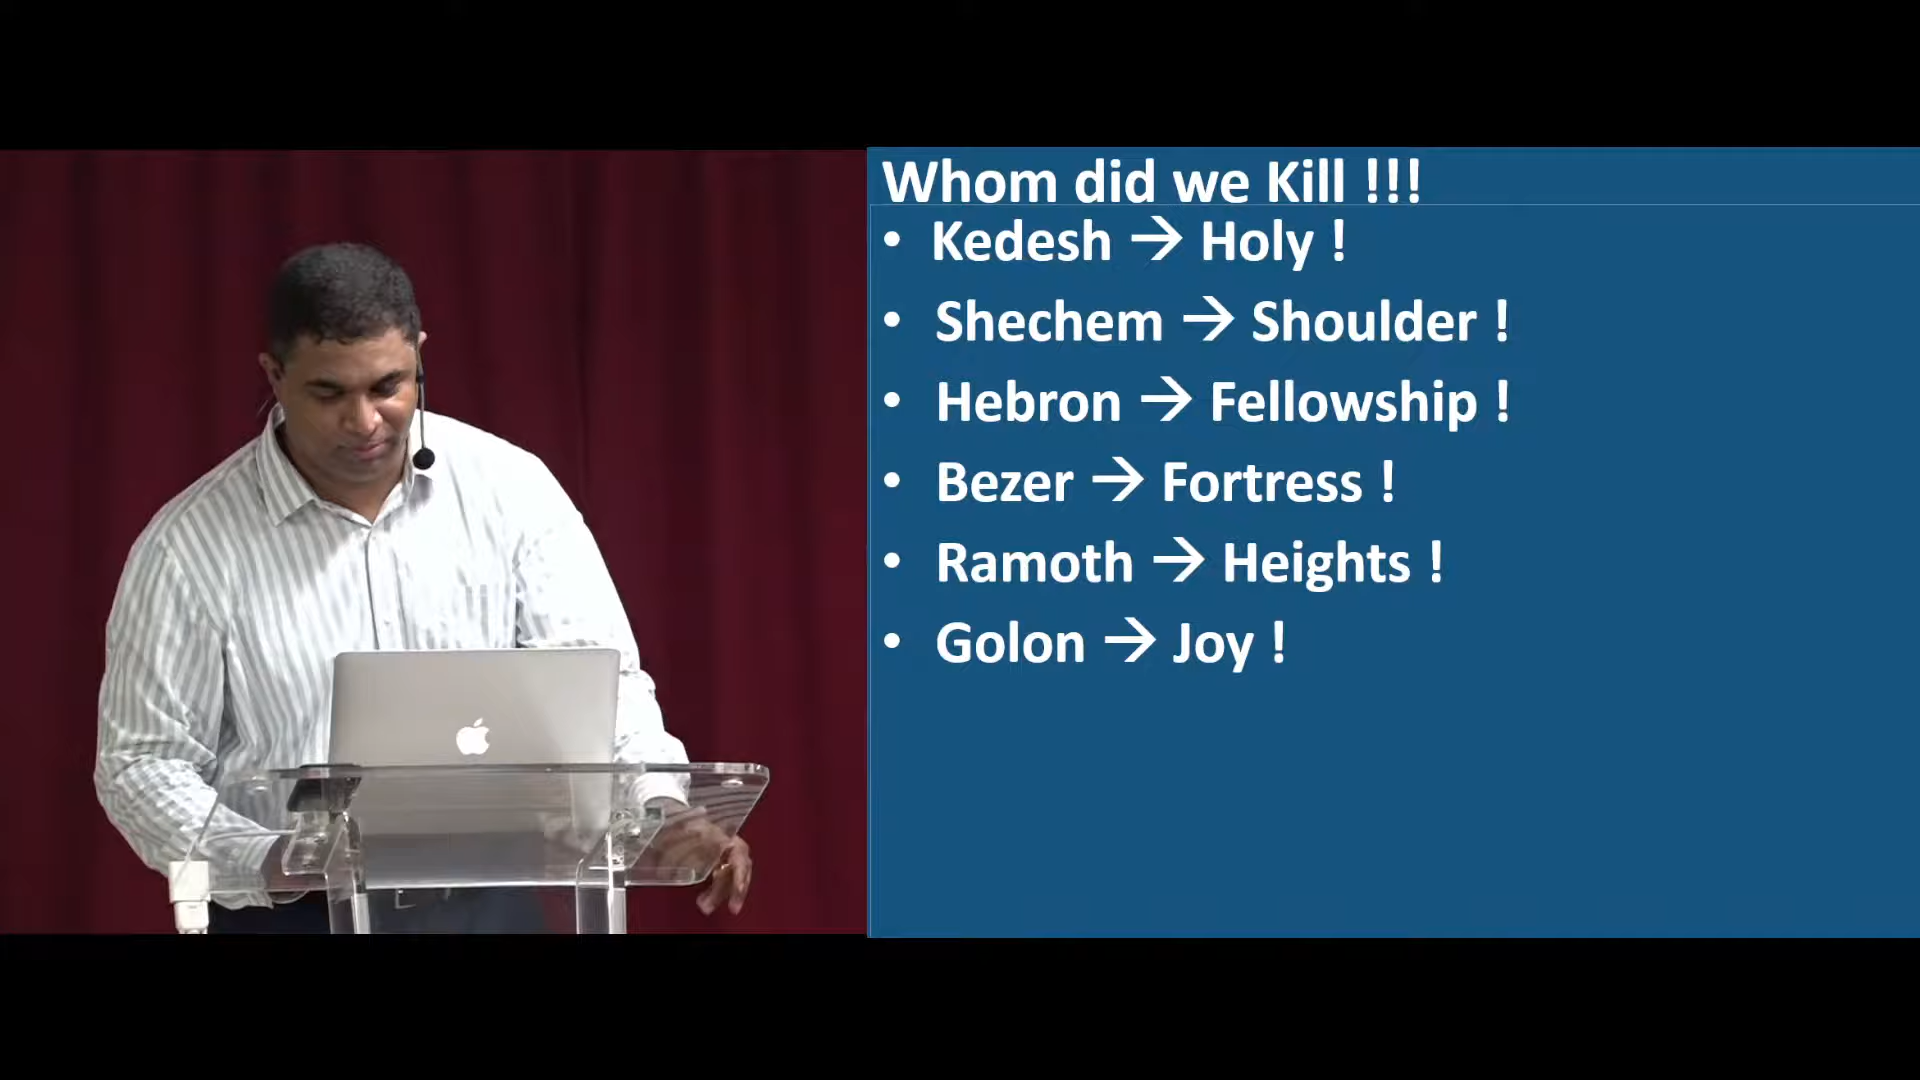 Whom did we Kill !!!
• Kedesh → Holy !
• Shechem → Shoulder !
• Hebron → Fellowship !
• Bezer → Fortress !
• Ramoth → Heights !
• Golon → Joy !